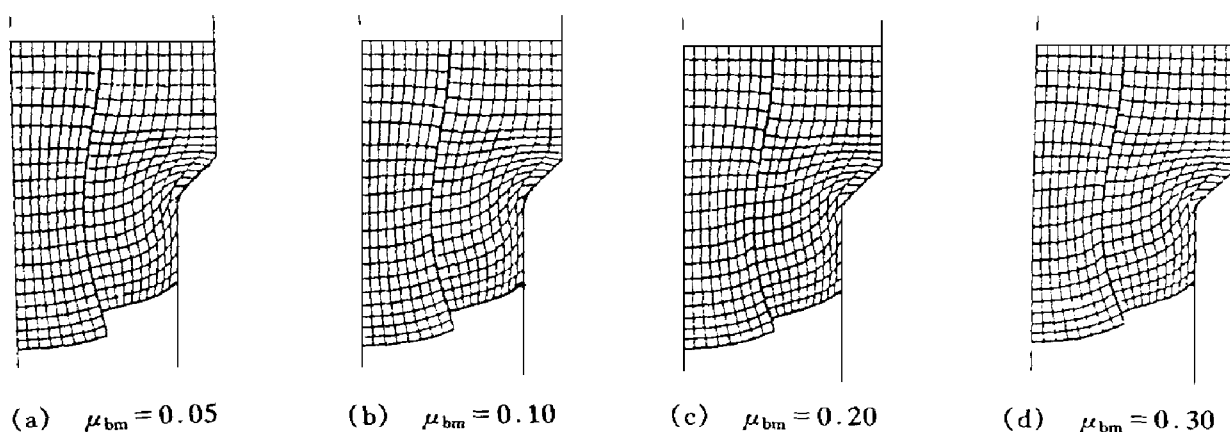 (a) μbm = 0.05
(b) μbm = 0.10
(c) μbm = 0.20
(d) μbm = 0.30